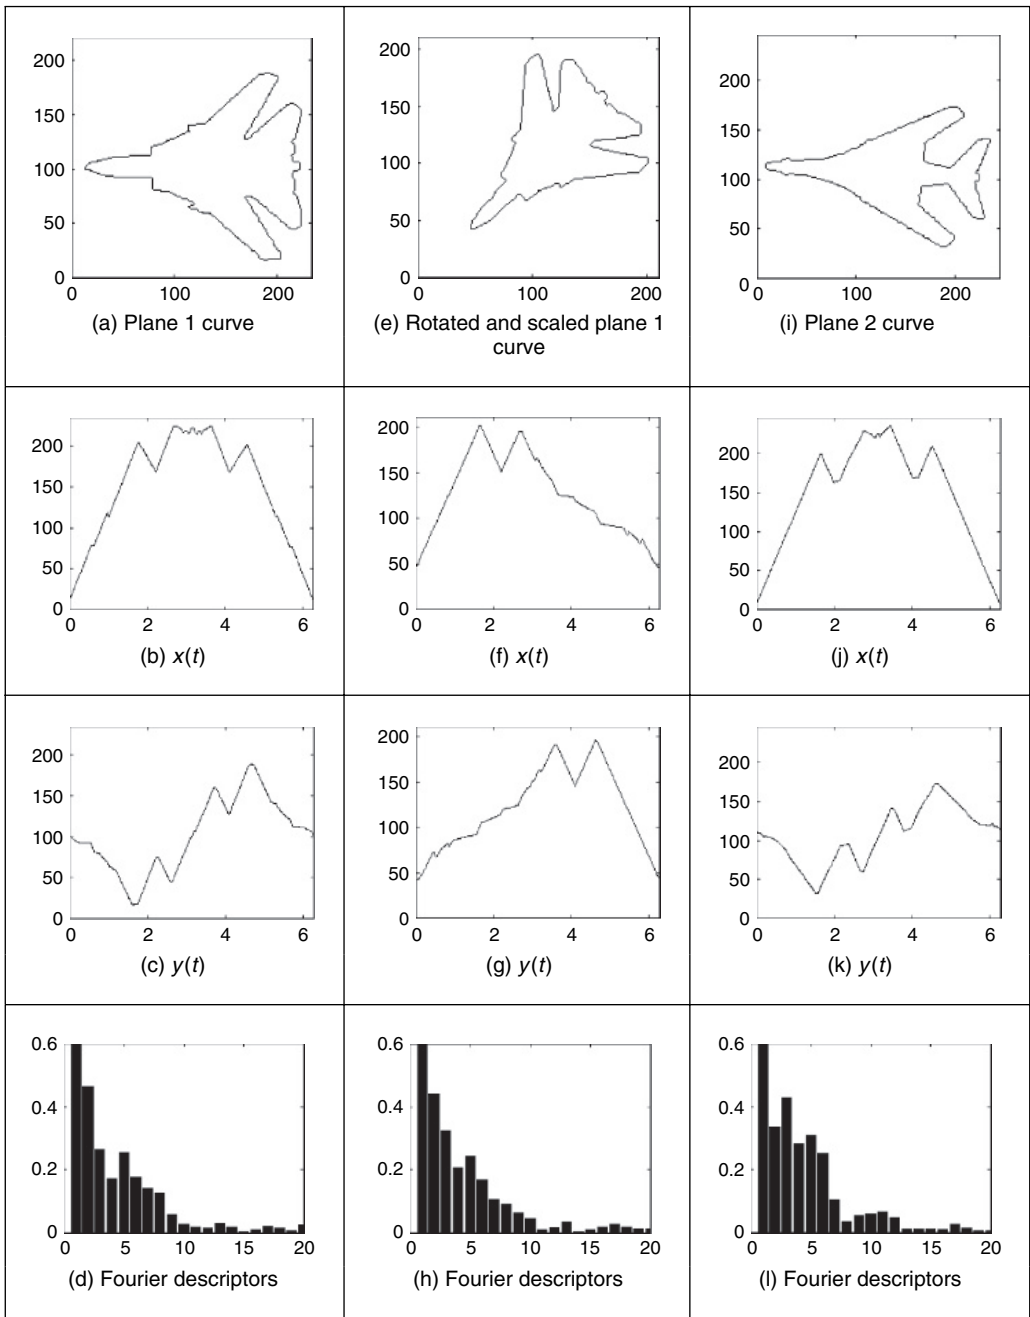 200
150
100
50
0
0 100 200
(a) Plane 1 curve
200
150
100
50
0
0 100 200
(e) Rotated and scaled plane 1
curve
200
150
100
50
0
0 100 200
(i) Plane 2 curve
200
150
100
50
0
0 2 4 6
(b) x(t)
200
150
100
50
0
0 2 4 6
(f) x(t)
200
150
100
50
0
0 2 4 6
(j) x(t)
200
150
100
50
0
0 2 4 6
(c) y(t)
200
150
100
50
0
0 2 4 6
(g) y(t)
200
150
100
50
0
0 2 4 6
(k) y(t)
0.6
0.4
0.2
0
0 5 10 15 20
(d) Fourier descriptors
0.6
0.4
0.2
0
0 5 10 15 20
(h) Fourier descriptors
0.6
0.4
0.2
0
0 5 10 15 20
(l) Fourier descriptors